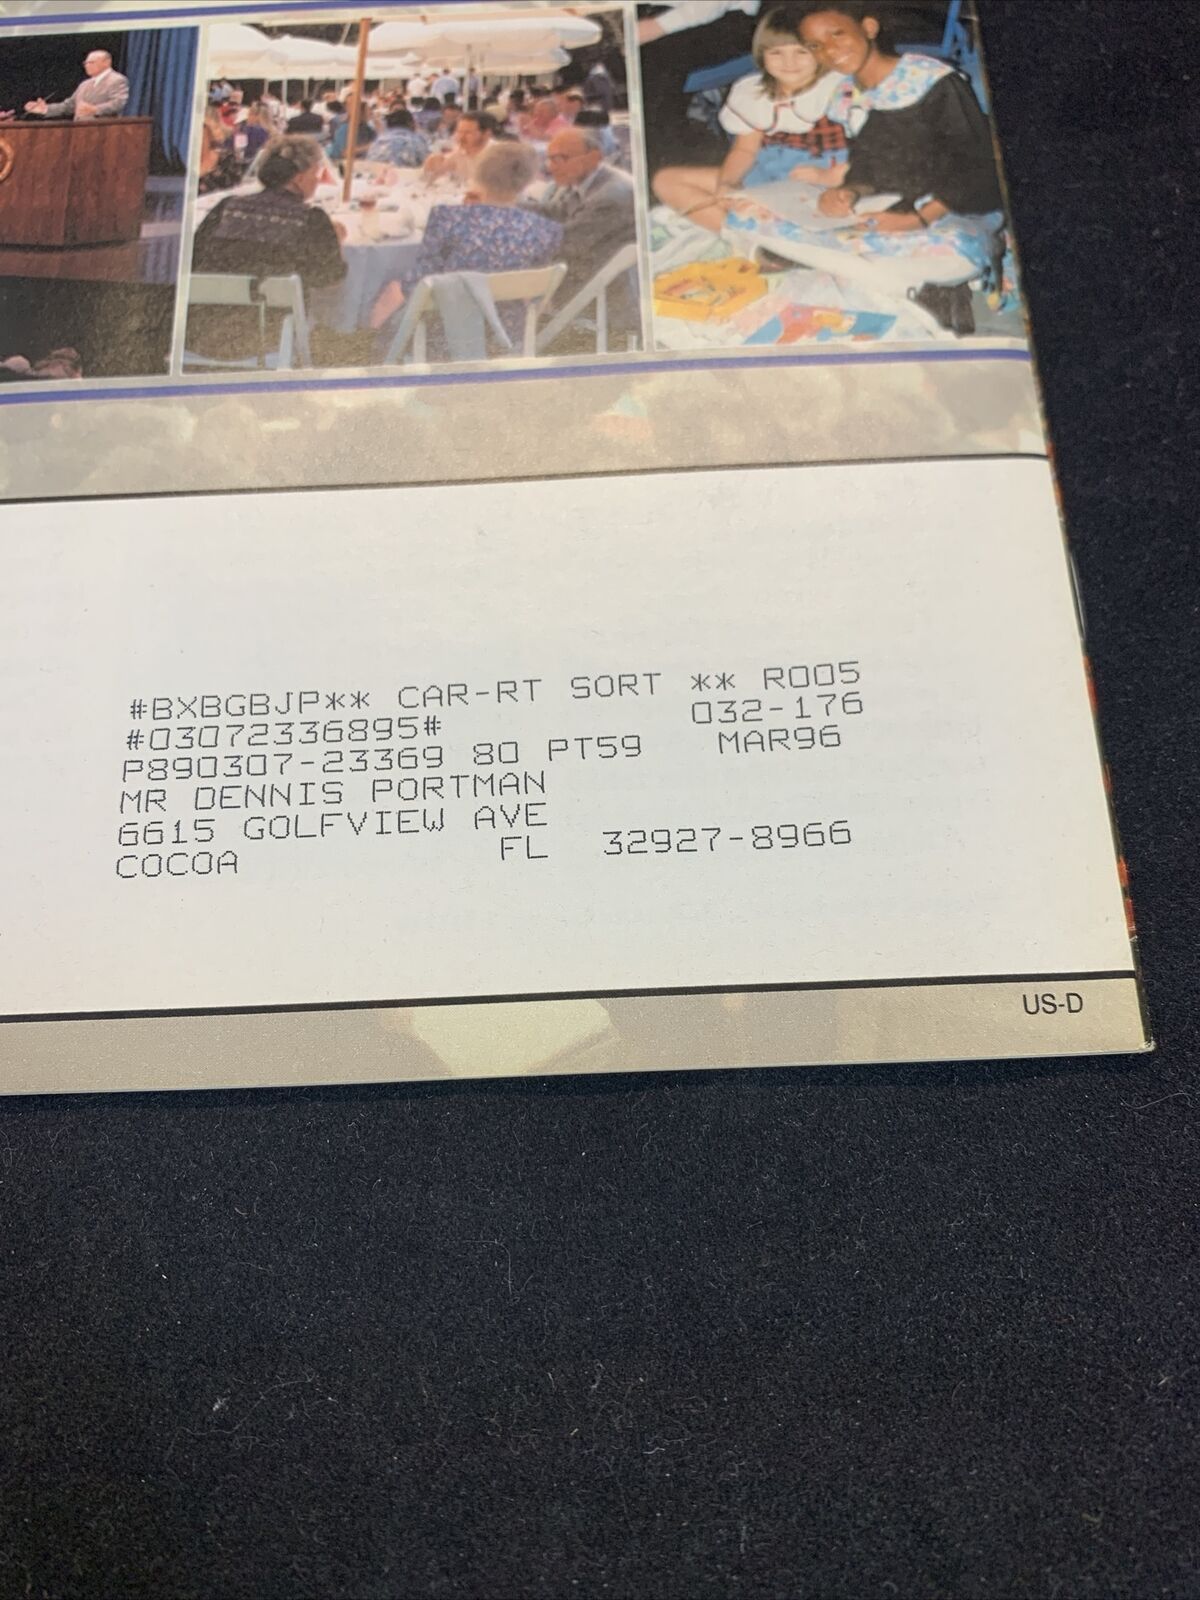 #BXBGBJP** CAR-RT SORT ** R005
#03072336895# 032-176
P890307-23369 80 PT59 MAR96
MR DENNIS PORTMAN
6615 GOLFVIEW AVE
COCOA FL 32927-8966
US-D